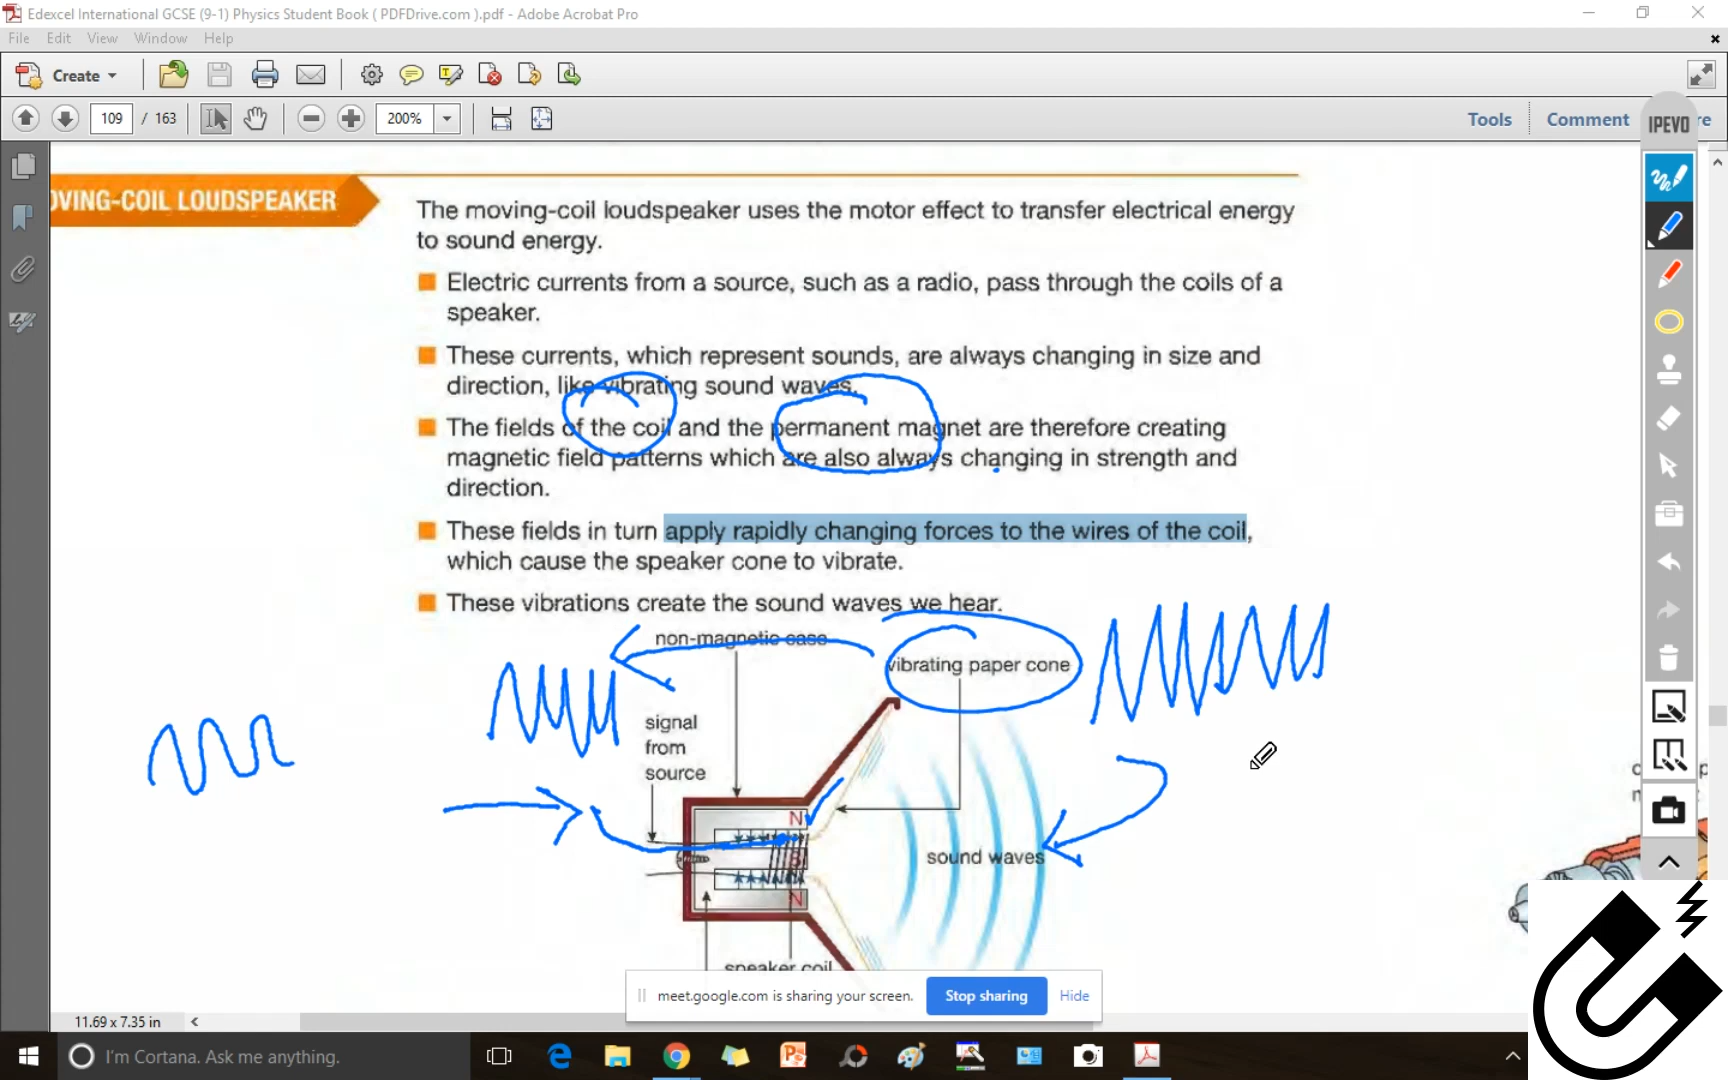 Edexcel International GCSE (9-1) Physics Student Book ( PDFDrive.com ).pdf - Adobe Acrobat Pro
File Edit View Window Help
Create
109 / 163 200% Tools Comment
IPEVO
OVING-COIL LOUDSPEAKER
The moving-coil loudspeaker uses the motor effect to transfer electrical energy
to sound energy.
Electric currents from a source, such as a radio, pass through the coils of a
speaker.
These currents, which represent sounds, are always changing in size and
direction, like vibrating sound waves.
The fields of the coil and the permanent magnet are therefore creating
magnetic field patterns which are also always changing in strength and
direction.
These fields in turn apply rapidly changing forces to the wires of the coil,
which cause the speaker cone to vibrate.
These vibrations create the sound waves we hear.
non-magnetic case
vibrating paper cone
signal
from
source
N
S
N
sound waves
speaker coil
meet.google.com is sharing your screen. Stop sharing Hide
11.69 x 7.35 in
I'm Cortana. Ask me anything.